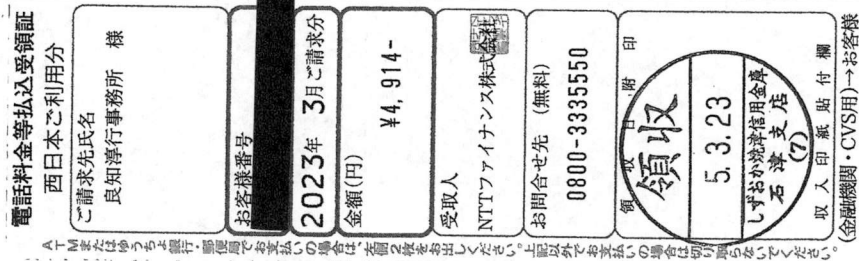 電話料金等払込受領証
西日本ご利用分
ご請求先氏名
良知淳行事務所 様
お客様番号
2023年 3月ご請求分
金額(円)
¥4,914-
受取人
NTTファイナンス株式会社
お問合せ先 (無料)
0800-3335550
領収日附印
領収
5.3.23
しずおか焼津信用金庫
石津支店
(7)
収入印紙貼付欄
(金融機関・CVS用)→お客様
ATMまたはゆうちょ銀行・郵便局でお支払いの場合は、左側2枚をお出しください。上記以外でお支払いの場合は切り取らないでください。